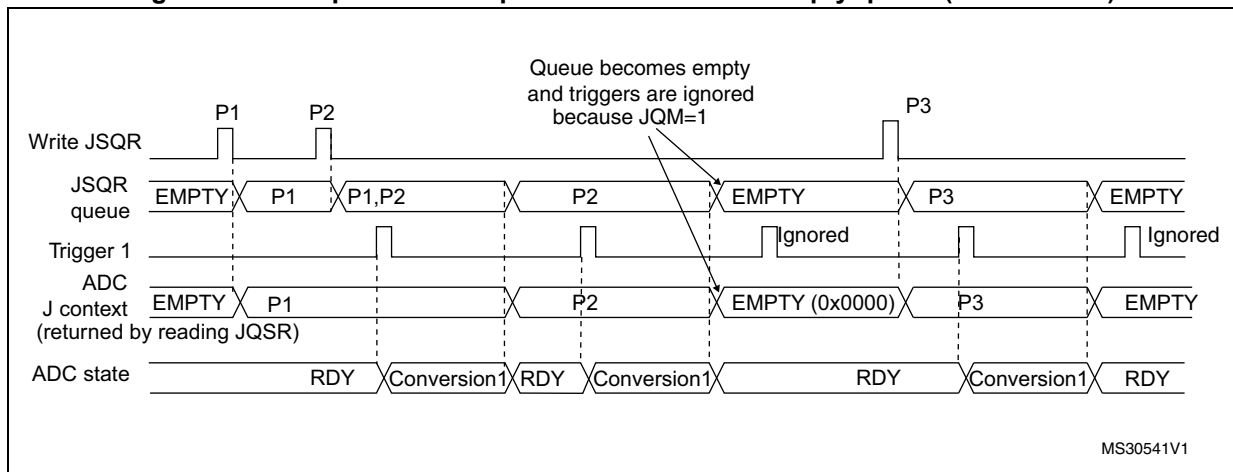 Queue becomes empty
and triggers are ignored
because JQM=1
P1
P2
P3
Write JSQR
JSQR
queue
EMPTY
P1
P1,P2
P2
EMPTY
P3
EMPTY
Trigger 1
Ignored
Ignored
ADC
J context
(returned by reading JQSR)
EMPTY
P1
P2
EMPTY (0x0000)
P3
EMPTY
ADC state
RDY
Conversion1
RDY
Conversion1
RDY
Conversion1
RDY
MS30541V1